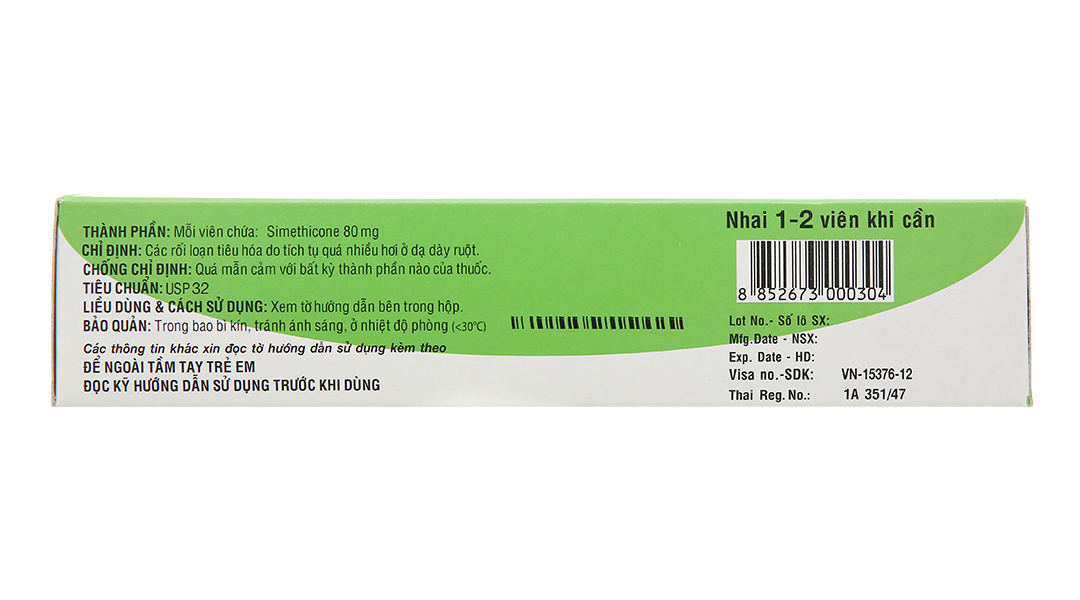 THÀNH PHẦN: Mỗi viên chứa: Simethicone 80 mg
CHỈ ĐỊNH: Các rối loạn tiêu hóa do tích tụ quá nhiều hơi ở dạ dày ruột.
CHỐNG CHỈ ĐỊNH: Quá mẫn cảm với bất kỳ thành phần nào của thuốc.
TIÊU CHUẨN: USP 32
LIỀU DÙNG & CÁCH SỬ DỤNG: Xem tờ hướng dẫn bên trong hộp.
BẢO QUẢN: Trong bao bì kín, tránh ánh sáng, ở nhiệt độ phòng (<30°C)
Các thông tin khác xin đọc tờ hướng dẫn sử dụng kèm theo
ĐỂ NGOÀI TẦM TAY TRẺ EM
ĐỌC KỸ HƯỚNG DẪN SỬ DỤNG TRƯỚC KHI DÙNG
Nhai 1-2 viên khi cần
8 852673 000304
Lot No.- Số lô SX:
Mfg.Date - NSX:
Exp. Date - HD:
Visa no.-SDK: VN-15376-12
Thai Reg. No.: 1A 351/47